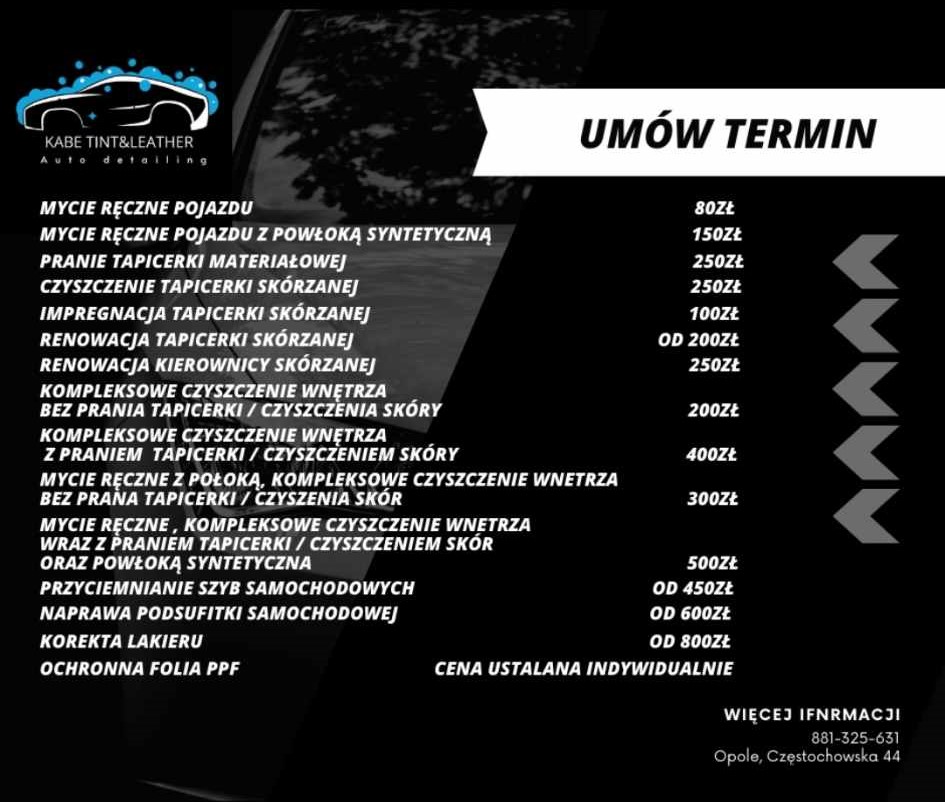 KABE TINT&LEATHER
Auto detailing
UMÓW TERMIN
MYCIE RĘCZNE POJAZDU 80ZŁ
MYCIE RĘCZNE POJAZDU Z POWŁOKĄ SYNTETYCZNĄ 150ZŁ
PRANIE TAPICERKI MATERIAŁOWEJ 250ZŁ
CZYSZCZENIE TAPICERKI SKÓRZANEJ 250ZŁ
IMPREGNACJA TAPICERKI SKÓRZANEJ 100ZŁ
RENOWACJA TAPICERKI SKÓRZANEJ OD 200ZŁ
RENOWACJA KIEROWNICY SKÓRZANEJ 250ZŁ
KOMPLEKSOWE CZYSZCZENIE WNĘTRZA
BEZ PRANIA TAPICERKI / CZYSZCZENIA SKÓRY 200ZŁ
KOMPLEKSOWE CZYSZCZENIE WNĘTRZA
Z PRANIEM TAPICERKI / CZYSZCZENIEM SKÓRY 400ZŁ
MYCIE RĘCZNE Z POŁOKĄ, KOMPLEKSOWE CZYSZCZENIE WNETRZA
BEZ PRANA TAPICERKI / CZYSZENIA SKÓR 300ZŁ
MYCIE RĘCZNE , KOMPLEKSOWE CZYSZCZENIE WNETRZA
WRAZ Z PRANIEM TAPICERKI / CZYSZCZENIEM SKÓR
ORAZ POWŁOKĄ SYNTETYCZNA 500ZŁ
PRZYCIEMNIANIE SZYB SAMOCHODOWYCH OD 450ZŁ
NAPRAWA PODSUFITKI SAMOCHODOWEJ OD 600ZŁ
KOREKTA LAKIERU OD 800ZŁ
OCHRONNA FOLIA PPF CENA USTALANA INDYWIDUALNIE
WIĘCEJ IFNRMACJI
881-325-631
Opole, Częstochowska 44